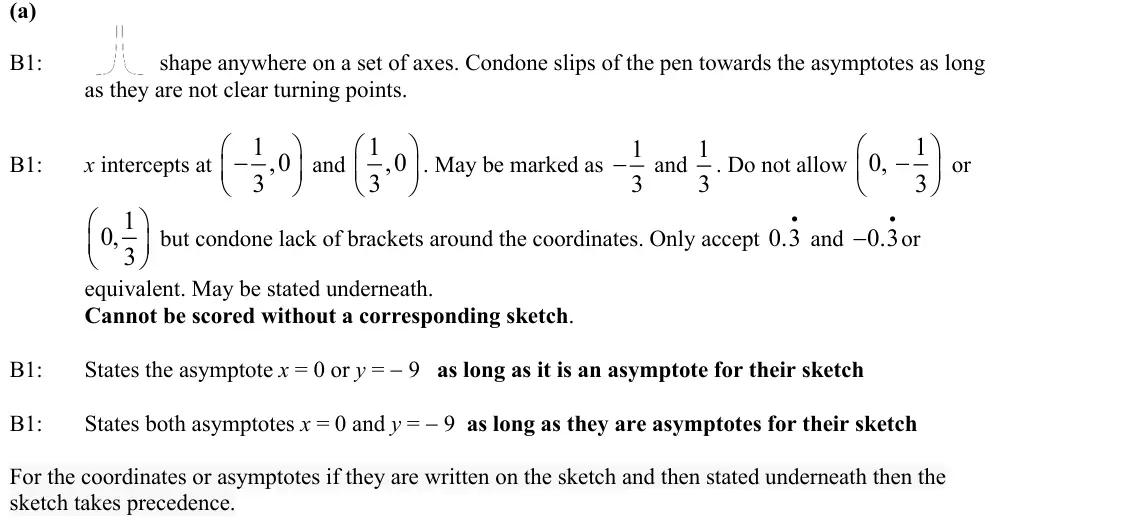 (a)
B1: shape anywhere on a set of axes. Condone slips of the pen towards the asymptotes as long
as they are not clear turning points.
B1: x intercepts at (−1/3, 0) and (1/3, 0). May be marked as −1/3 and 1/3. Do not allow (0, −1/3) or
(0, 1/3) but condone lack of brackets around the coordinates. Only accept 0.3̇ and −0.3̇ or
equivalent. May be stated underneath.
Cannot be scored without a corresponding sketch.
B1: States the asymptote x = 0 or y = – 9 as long as it is an asymptote for their sketch
B1: States both asymptotes x = 0 and y = – 9 as long as they are asymptotes for their sketch
For the coordinates or asymptotes if they are written on the sketch and then stated underneath then the
sketch takes precedence.